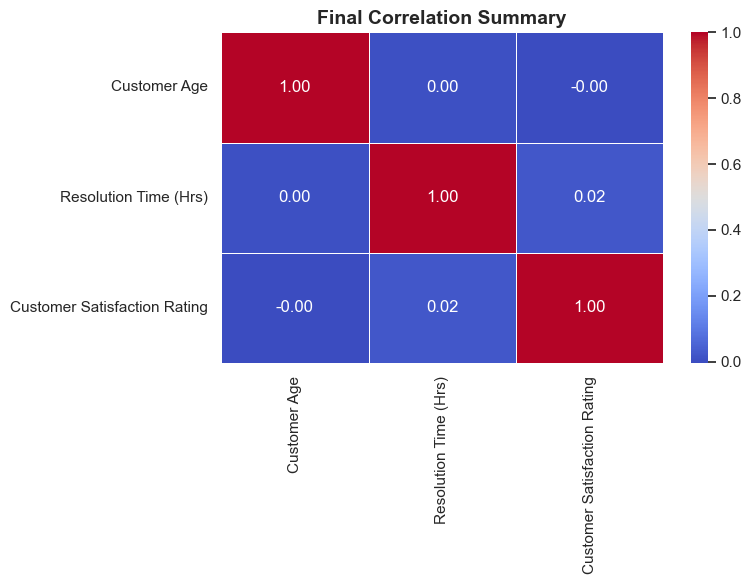 Final Correlation Summary
Customer Age
1.00
0.00
-0.00
Resolution Time (Hrs)
0.00
1.00
0.02
Customer Satisfaction Rating
-0.00
0.02
1.00
Customer Age
Resolution Time (Hrs)
Customer Satisfaction Rating
1.0
0.8
0.6
0.4
0.2
0.0